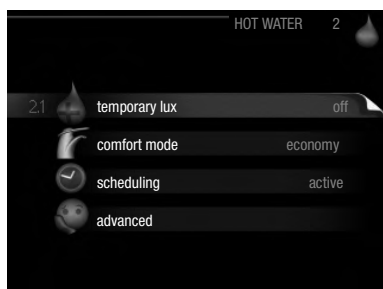 HOT WATER 2
2.1 temporary lux off
comfort mode economy
scheduling active
advanced